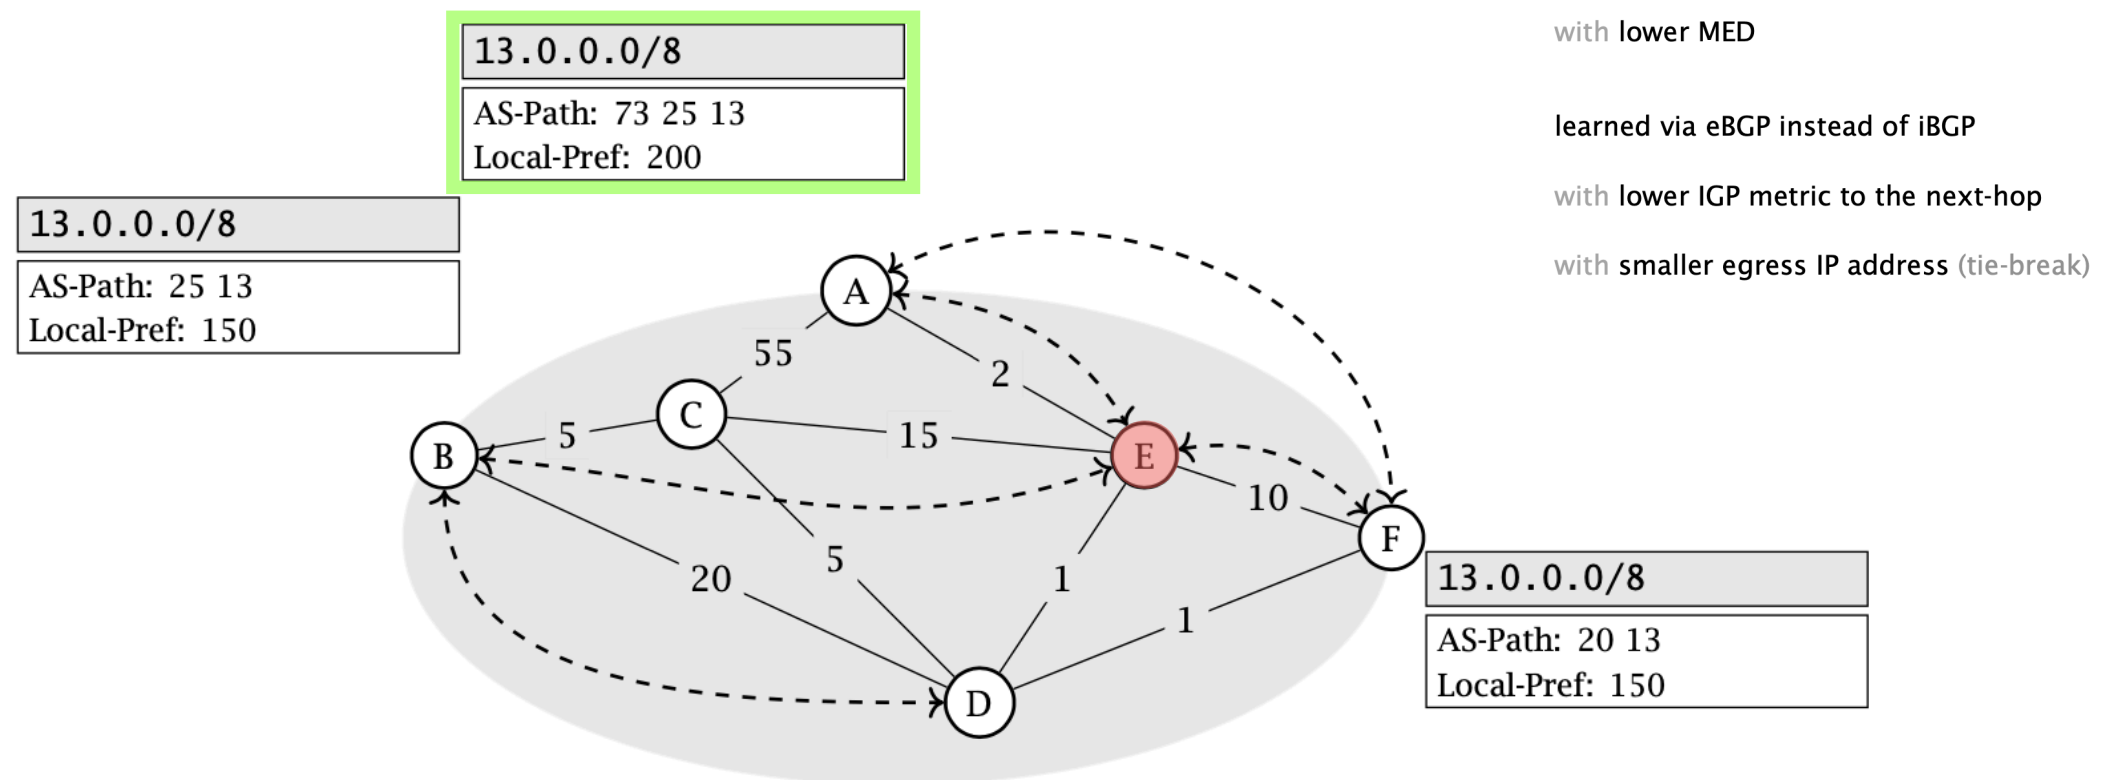 with lower MED
learned via eBGP instead of iBGP
with lower IGP metric to the next-hop
with smaller egress IP address (tie-break)
13.0.0.0/8
AS-Path: 73 25 13
Local-Pref: 200
13.0.0.0/8
AS-Path: 25 13
Local-Pref: 150
A
55
2
C
5
15
B
E
10
F
5
20
1
1
D
13.0.0.0/8
AS-Path: 20 13
Local-Pref: 150